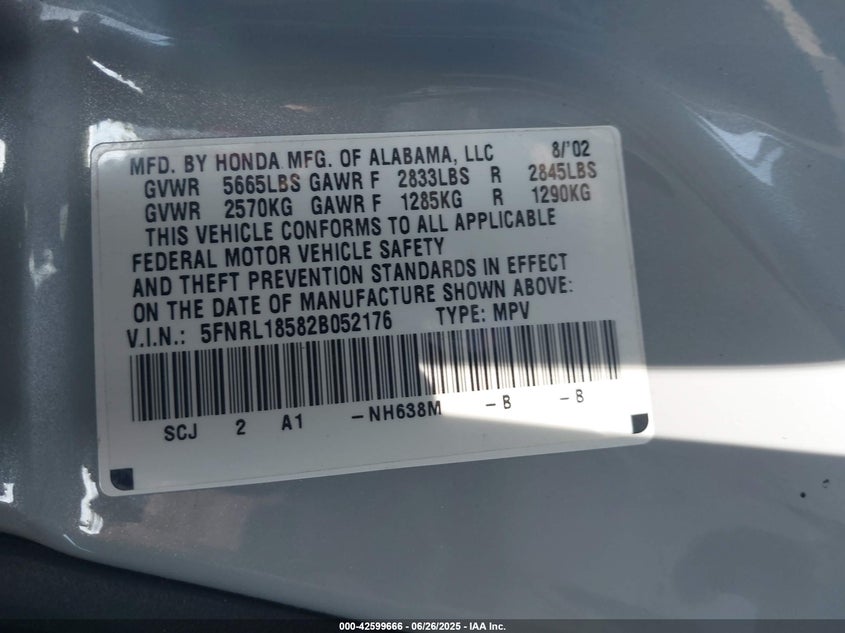 MFD. BY HONDA MFG. OF ALABAMA, LLC 8/'02
GVWR 5665LBS GAWR F 2833LBS R 2845LBS
GVWR 2570KG GAWR F 1285KG R 1290KG
THIS VEHICLE CONFORMS TO ALL APPLICABLE
FEDERAL MOTOR VEHICLE SAFETY
AND THEFT PREVENTION STANDARDS IN EFFECT
ON THE DATE OF MANUFACTURE SHOWN ABOVE:
V.I.N.: 5FNRL18582B052176 TYPE: MPV
SCJ 2 A1 -NH638M -B -B
000-42599666 - 06/26/2025 - IAA Inc.